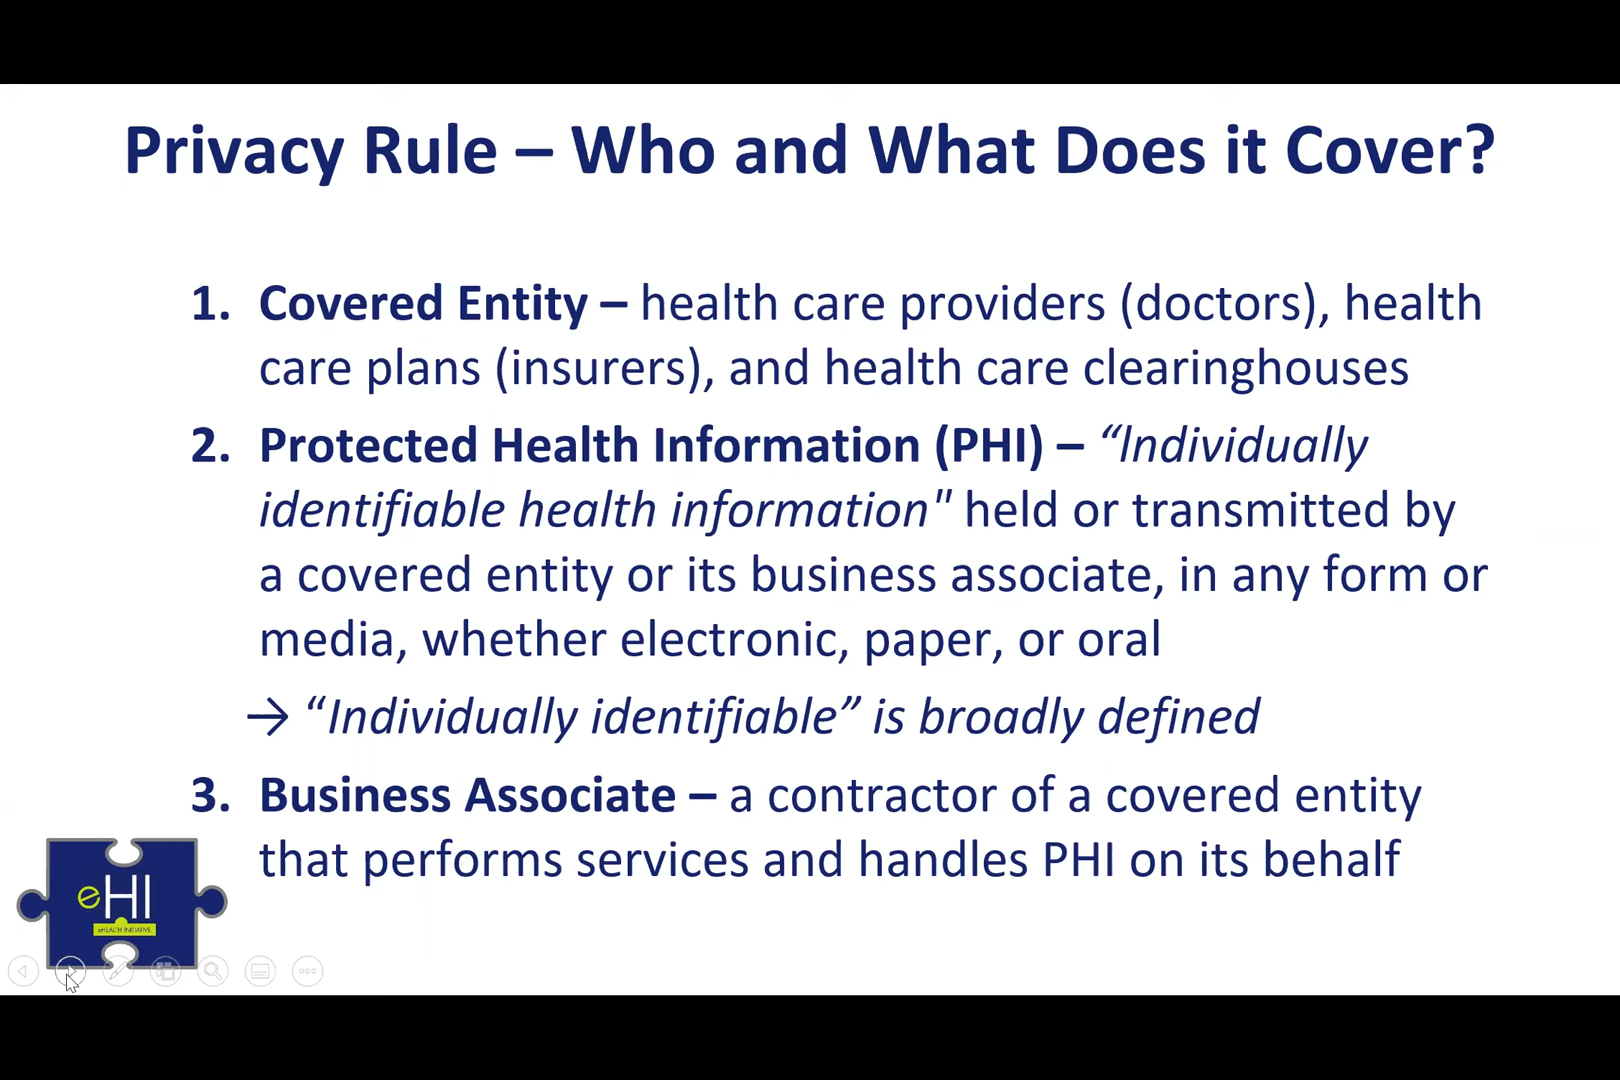 Privacy Rule – Who and What Does it Cover?
1. Covered Entity – health care providers (doctors), health
care plans (insurers), and health care clearinghouses
2. Protected Health Information (PHI) – “Individually
identifiable health information" held or transmitted by
a covered entity or its business associate, in any form or
media, whether electronic, paper, or oral
→ “Individually identifiable” is broadly defined
3. Business Associate – a contractor of a covered entity
that performs services and handles PHI on its behalf
eHI
eHEALTH INITIATIVE